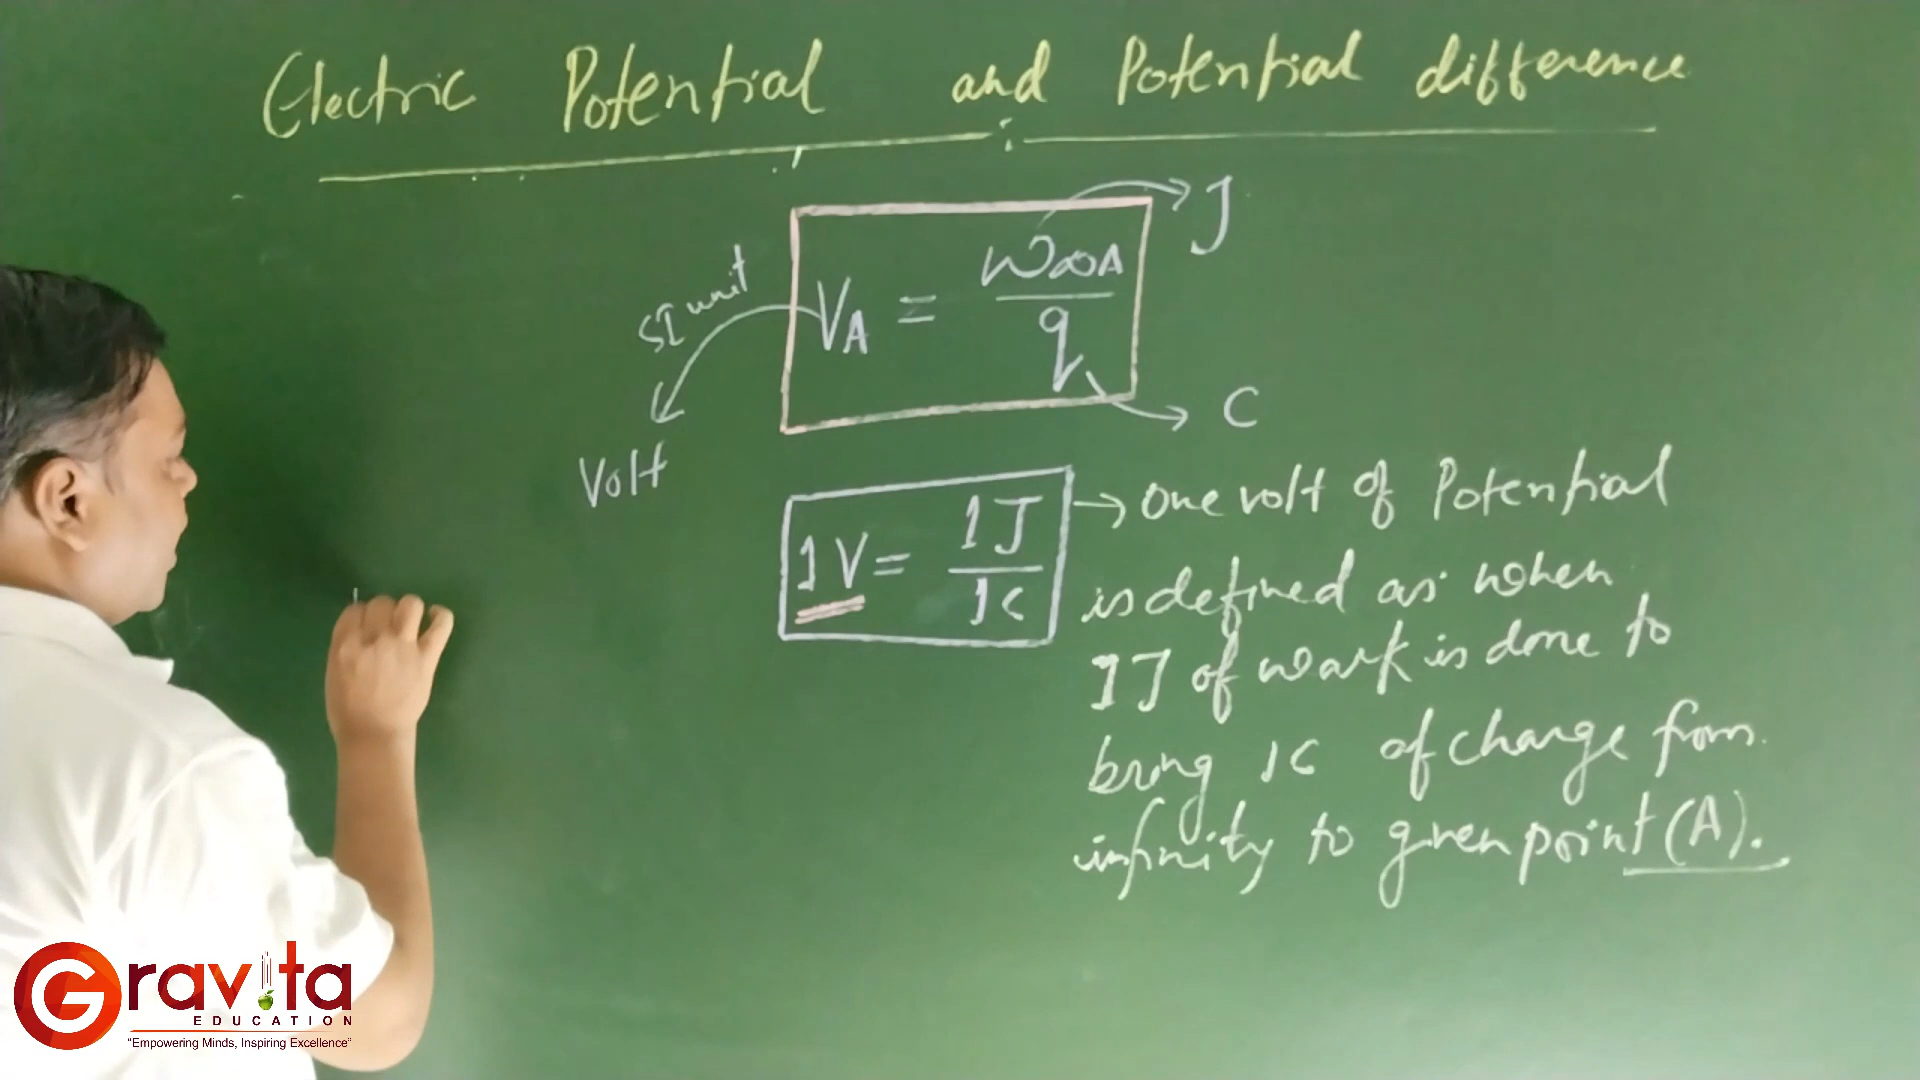 Electric Potential and Potential difference
J
SI unit
V_A = W∞A / q
C
Volt
1V = 1J / 1C
→ One volt of Potential
is defined as when
1J of work is done to
bring 1C of charge from
infinity to given point (A).
Gravita
EDUCATION
"Empowering Minds, Inspiring Excellence"